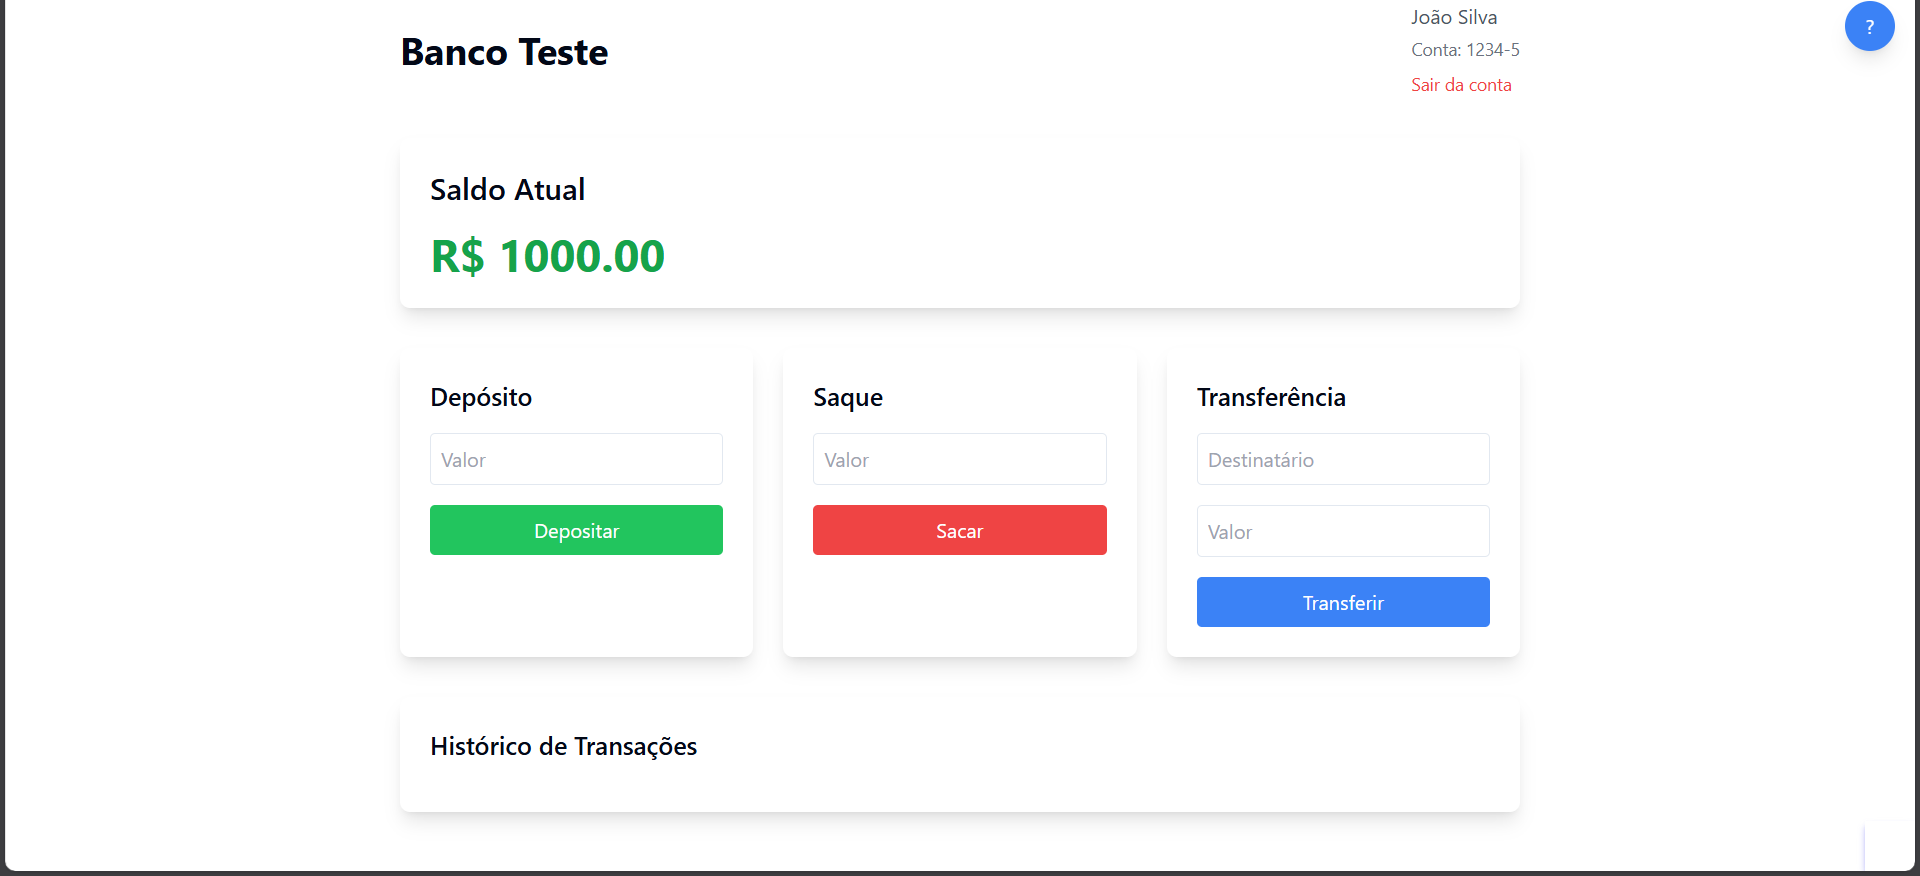 Banco Teste
João Silva
Conta: 1234-5
Sair da conta
?
Saldo Atual
R$ 1000.00
Depósito
Valor
Depositar
Saque
Valor
Sacar
Transferência
Destinatário
Valor
Transferir
Histórico de Transações